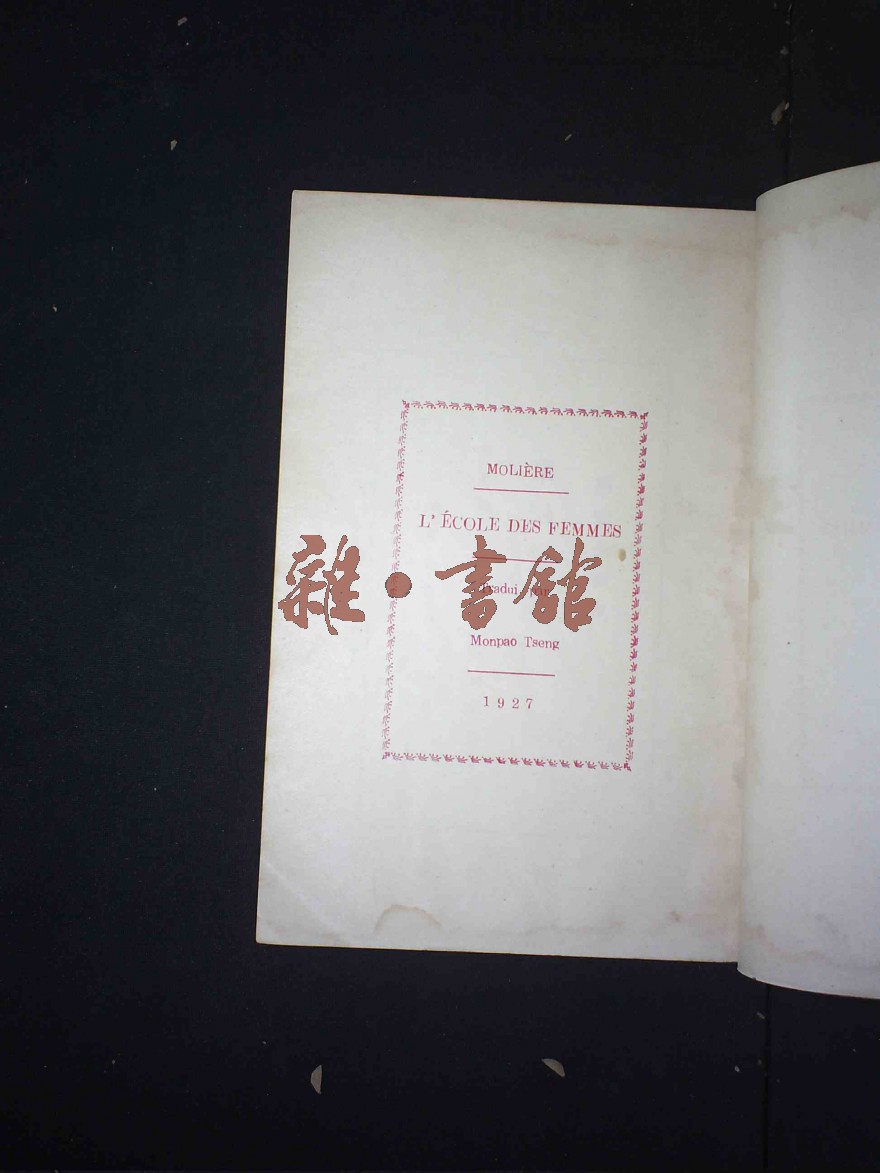 MOLIÈRE
L' ÉCOLE DES FEMMES
雜·書館
Monpao Tseng
1927